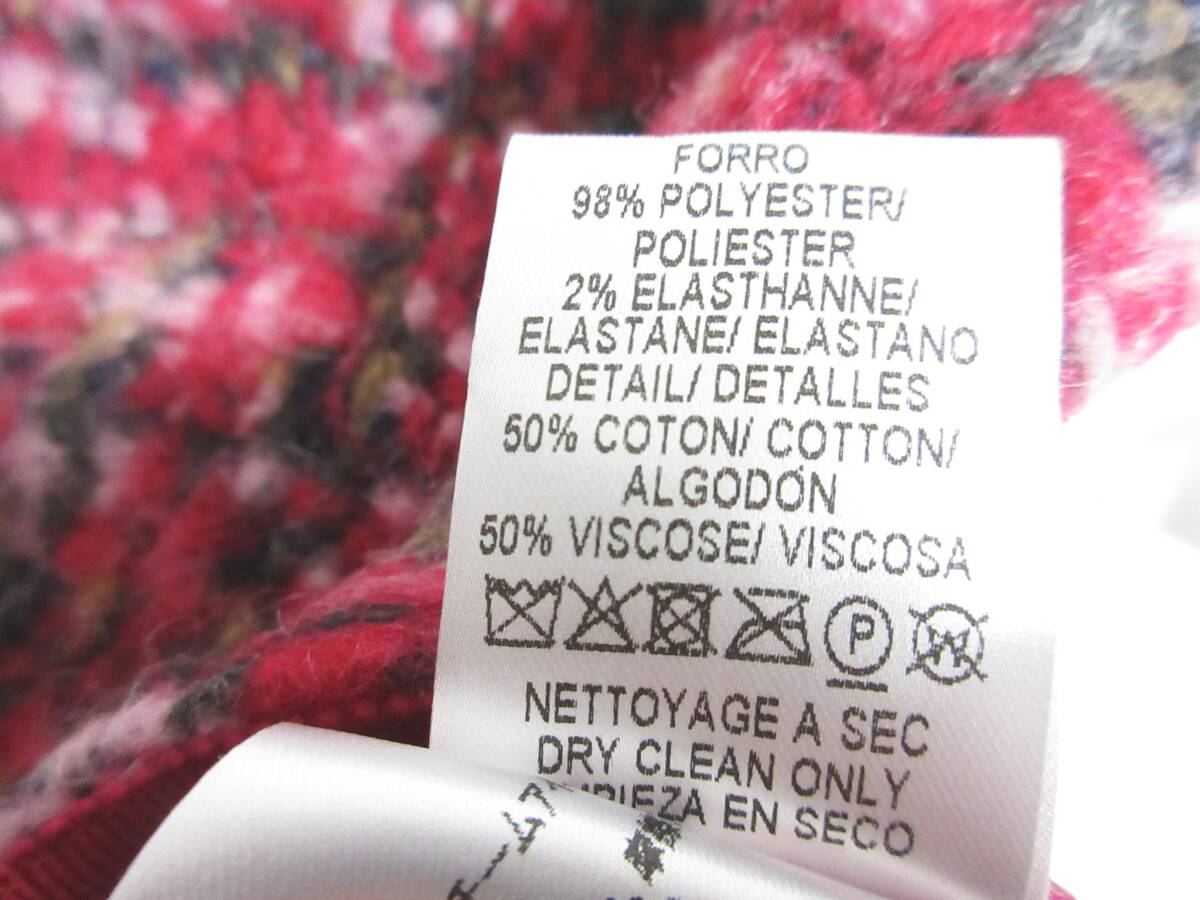 FORRO
98% POLYESTER/
POLIESTER
2% ELASTHANNE/
ELASTANE/ ELASTANO
DETAIL/ DETALLES
50% COTON/ COTTON/
ALGODÓN
50% VISCOSE/ VISCOSA
P
W
NETTOYAGE A SEC
DRY CLEAN ONLY
EN SECO